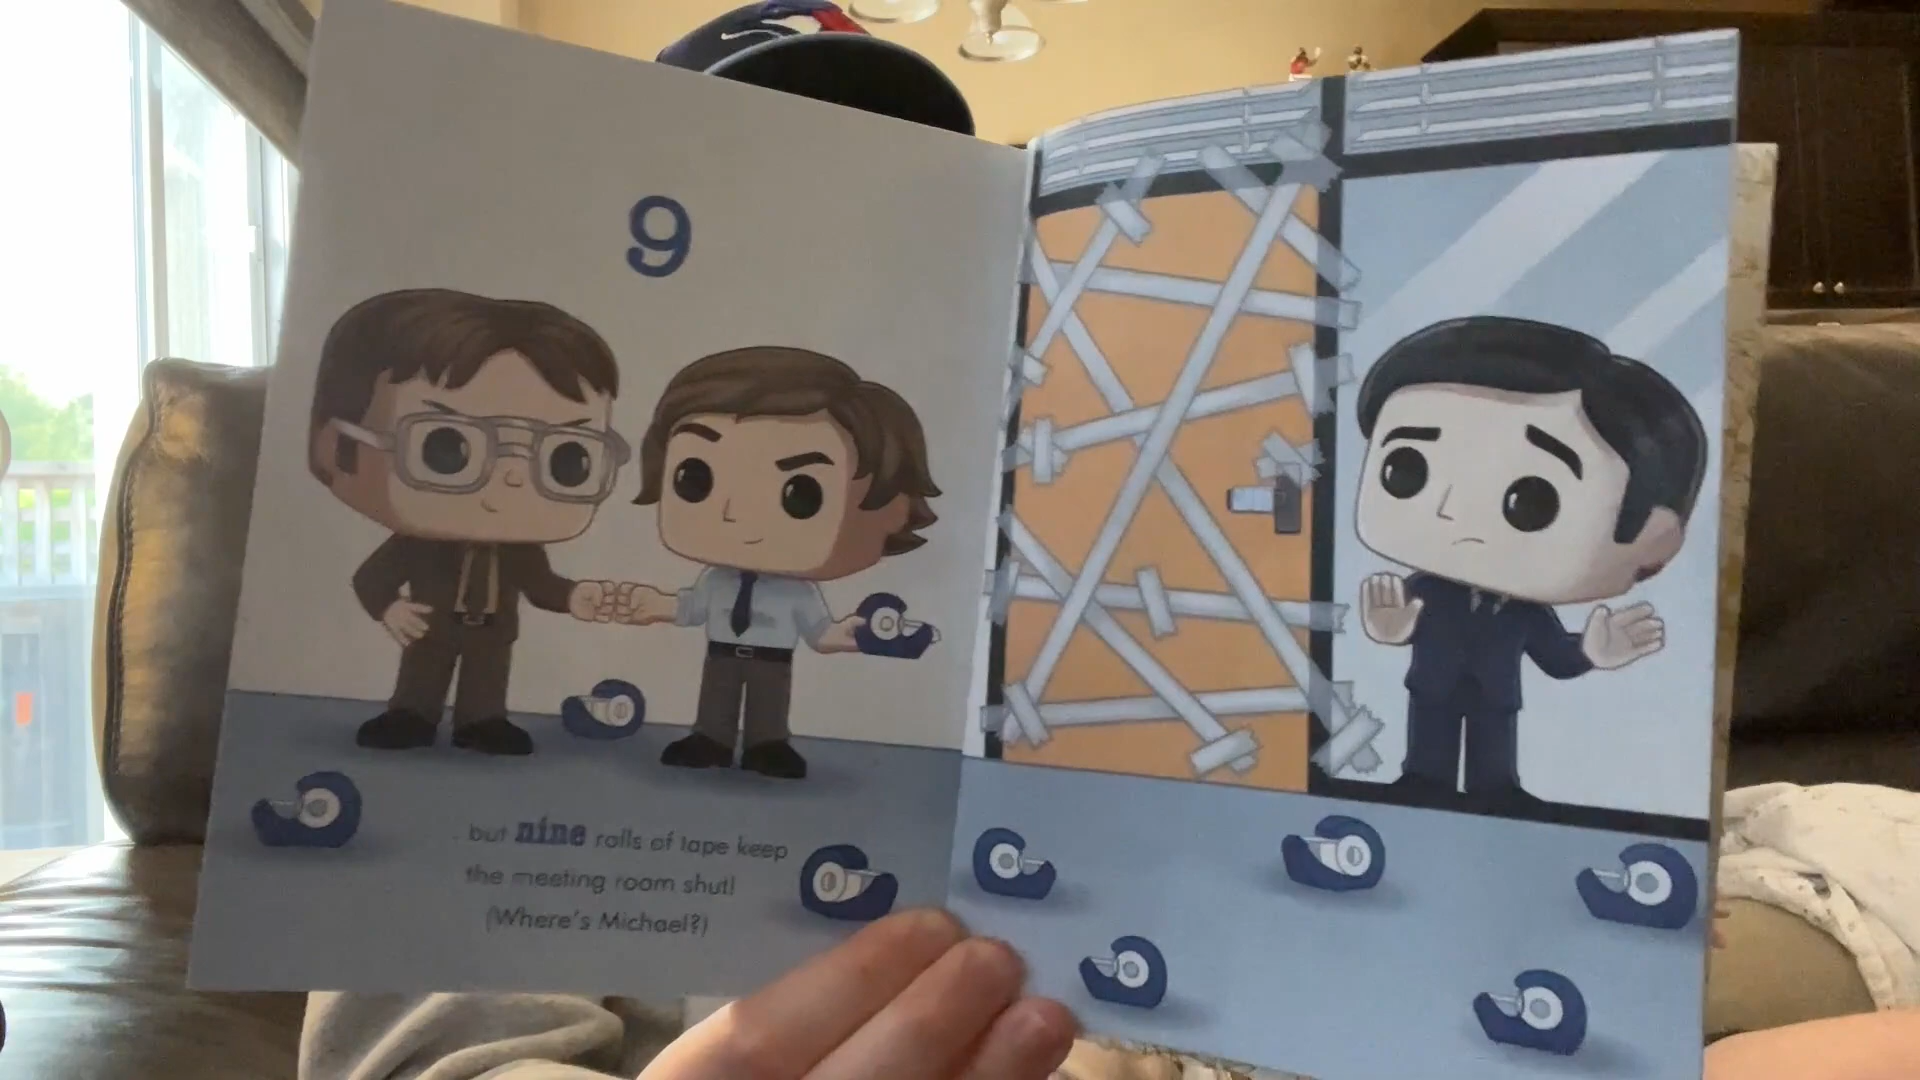 9
but nine rolls of tape keep
the meeting room shut!
(Where's Michael?)